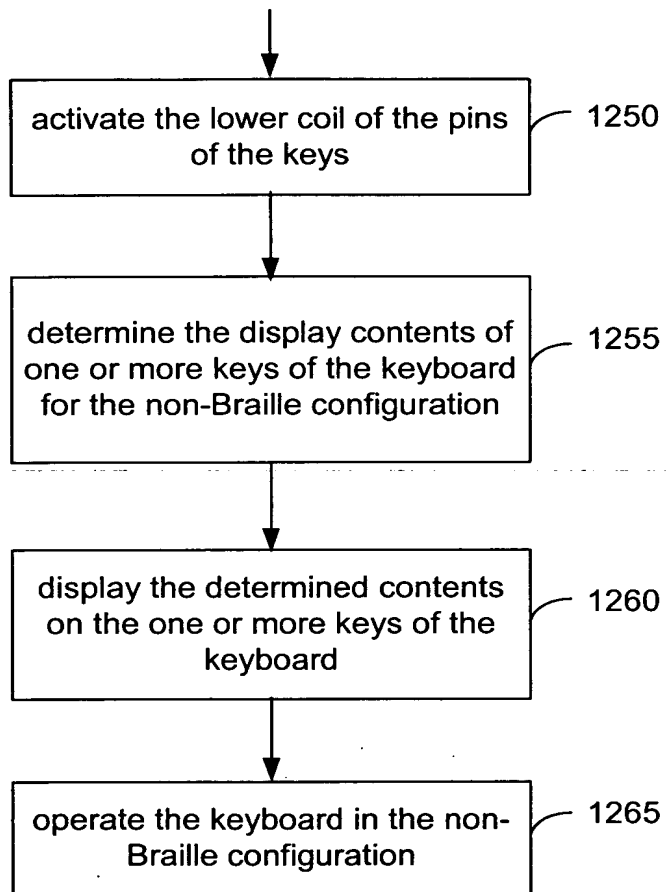 activate the lower coil of the pins
of the keys
1250
determine the display contents of
one or more keys of the keyboard
for the non-Braille configuration
1255
display the determined contents
on the one or more keys of the
keyboard
1260
operate the keyboard in the non-
Braille configuration
1265